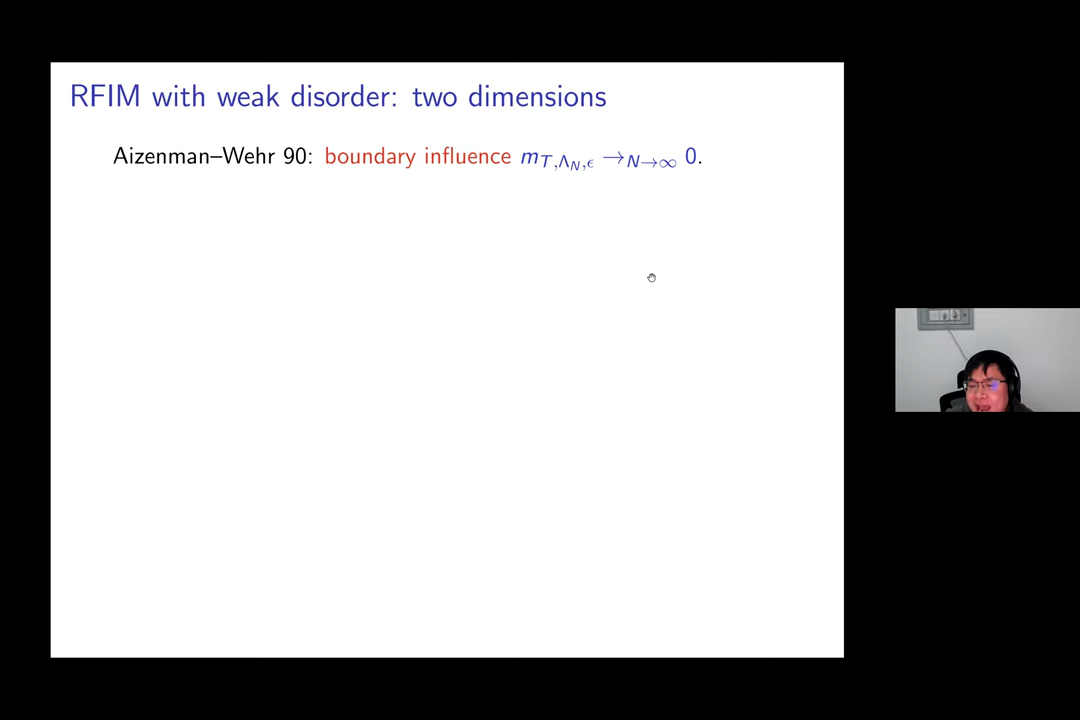 RFIM with weak disorder: two dimensions
Aizenman–Wehr 90: boundary influence m_{T,Λ_N,ϵ} →_{N→∞} 0.